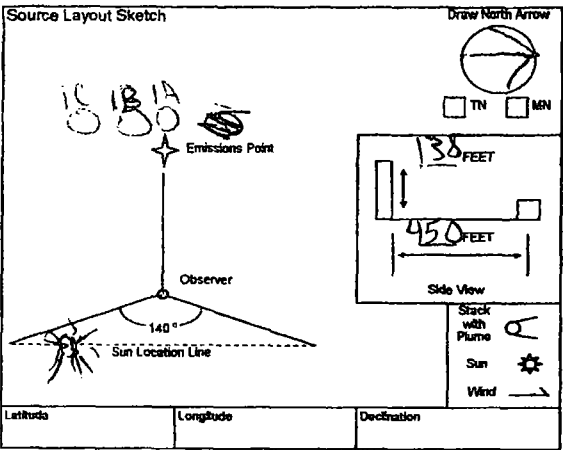 Source Layout Sketch
Draw North Arrow
TN
MN
1C 1B 1A
Emissions Point
138 FEET
450 FEET
Side View
Observer
140°
Sun Location Line
Stack
with
Plume
Sun
Wind
Latitude
Longitude
Declination